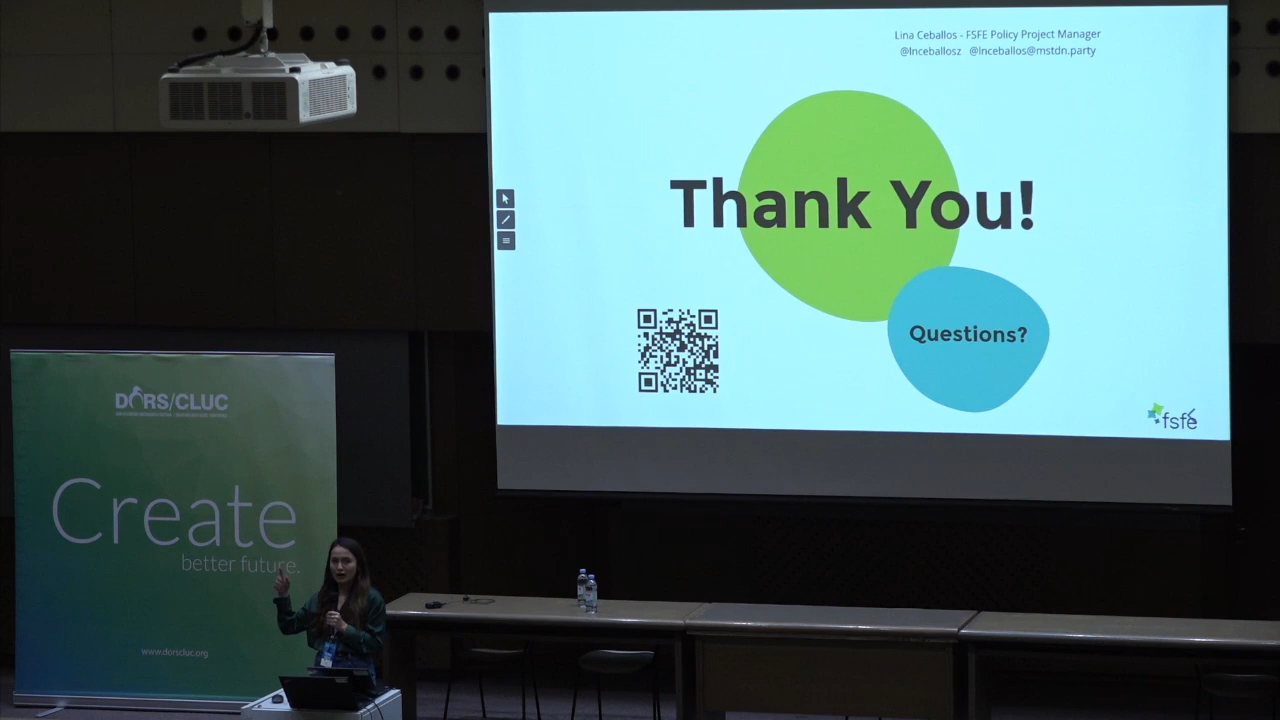 Lina Ceballos - FSFE Policy Project Manager
@lnceballosz @lnceballos@mstdn.party
Thank You!
Questions?
fsfe
DORS/CLUC
Create
better future.
www.dorscluc.org